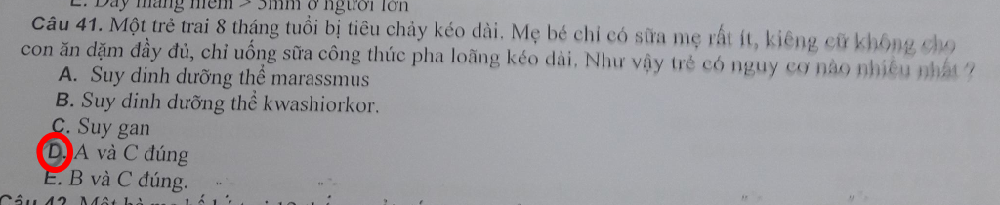 E. Dày màng mềm > 3mm ở người lớn
Câu 41. Một trẻ trai 8 tháng tuổi bị tiêu chảy kéo dài. Mẹ bé chỉ có sữa mẹ rất ít, kiêng cữ không cho
con ăn dặm đầy đủ, chỉ uống sữa công thức pha loãng kéo dài. Như vậy trẻ có nguy cơ nào nhiều nhất ?
A. Suy dinh dưỡng thể marassmus
B. Suy dinh dưỡng thể kwashiorkor.
C. Suy gan
D. A và C đúng
E. B và C đúng.
Câu 42. Một bà mẹ